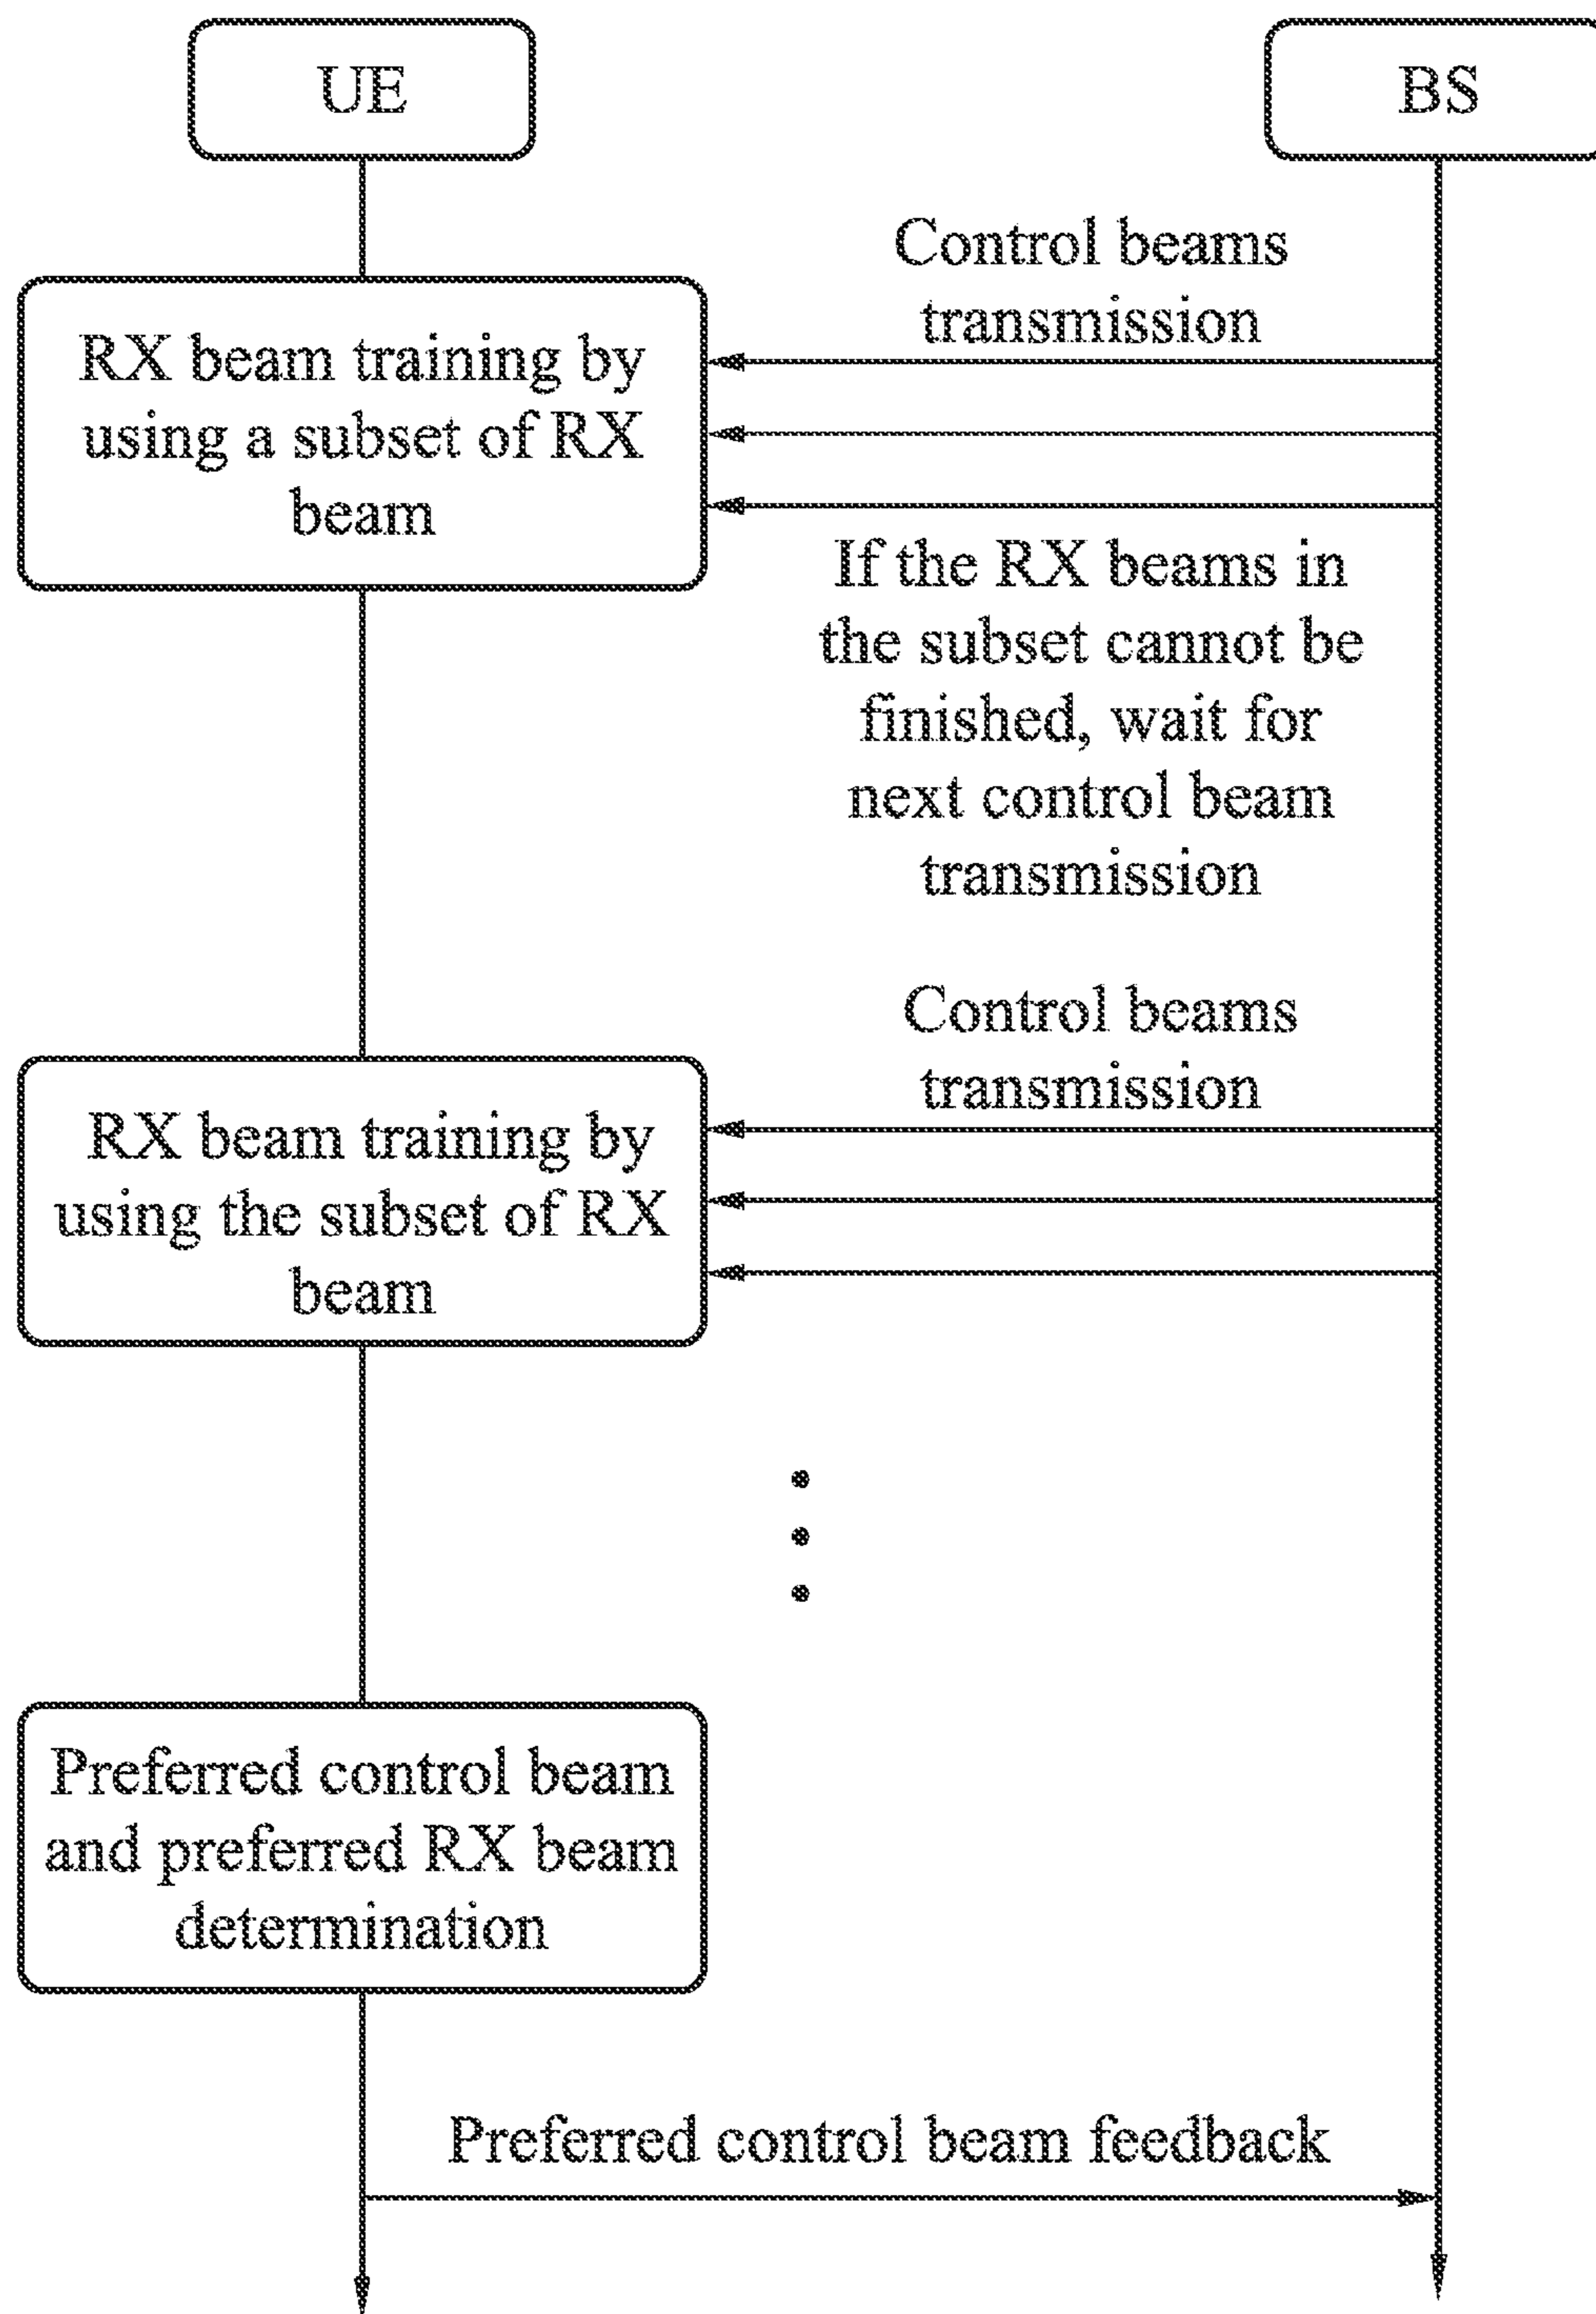 UE
BS
Control beams
transmission
RX beam training by
using a subset of RX
beam
If the RX beams in
the subset cannot be
finished, wait for
next control beam
transmission
Control beams
transmission
RX beam training by
using the subset of RX
beam
Preferred control beam
and preferred RX beam
determination
Preferred control beam feedback